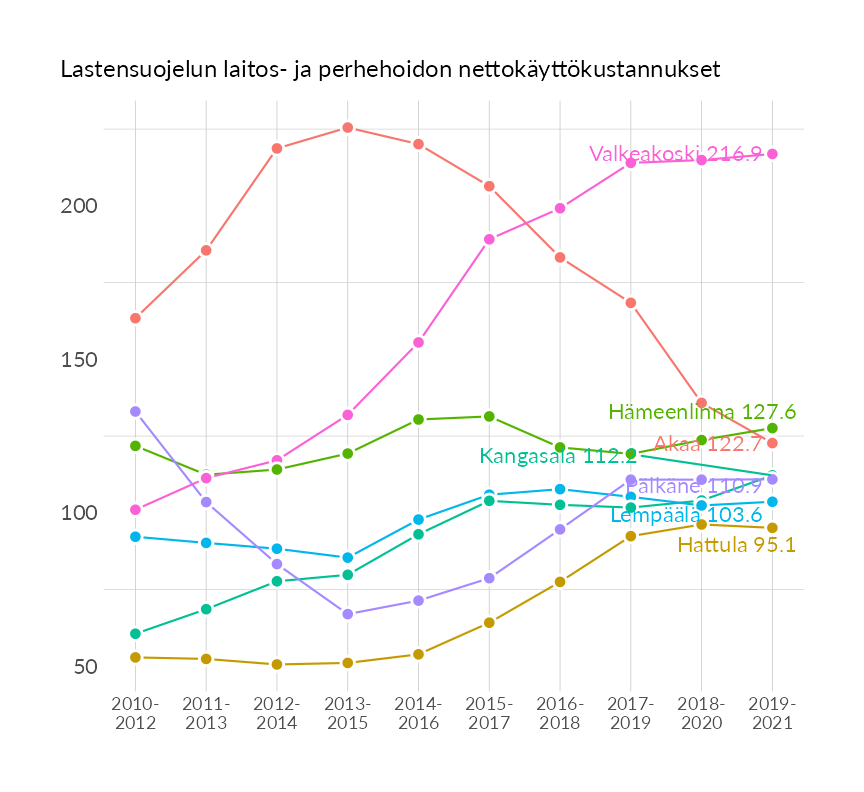 Lastensuojelun laitos- ja perhehoidon nettokäyttökustannukset
Valkeakoski 216.9
200
150
Hämeenlinna 127.6
Akaa 122.7
Kangasala 112.2
Pälkäne 110.9
100
Lempäälä 103.6
Hattula 95.1
50
2010- 2011- 2012- 2013- 2014- 2015- 2016- 2017- 2018- 2019-
2012 2013 2014 2015 2016 2017 2018 2019 2020 2021